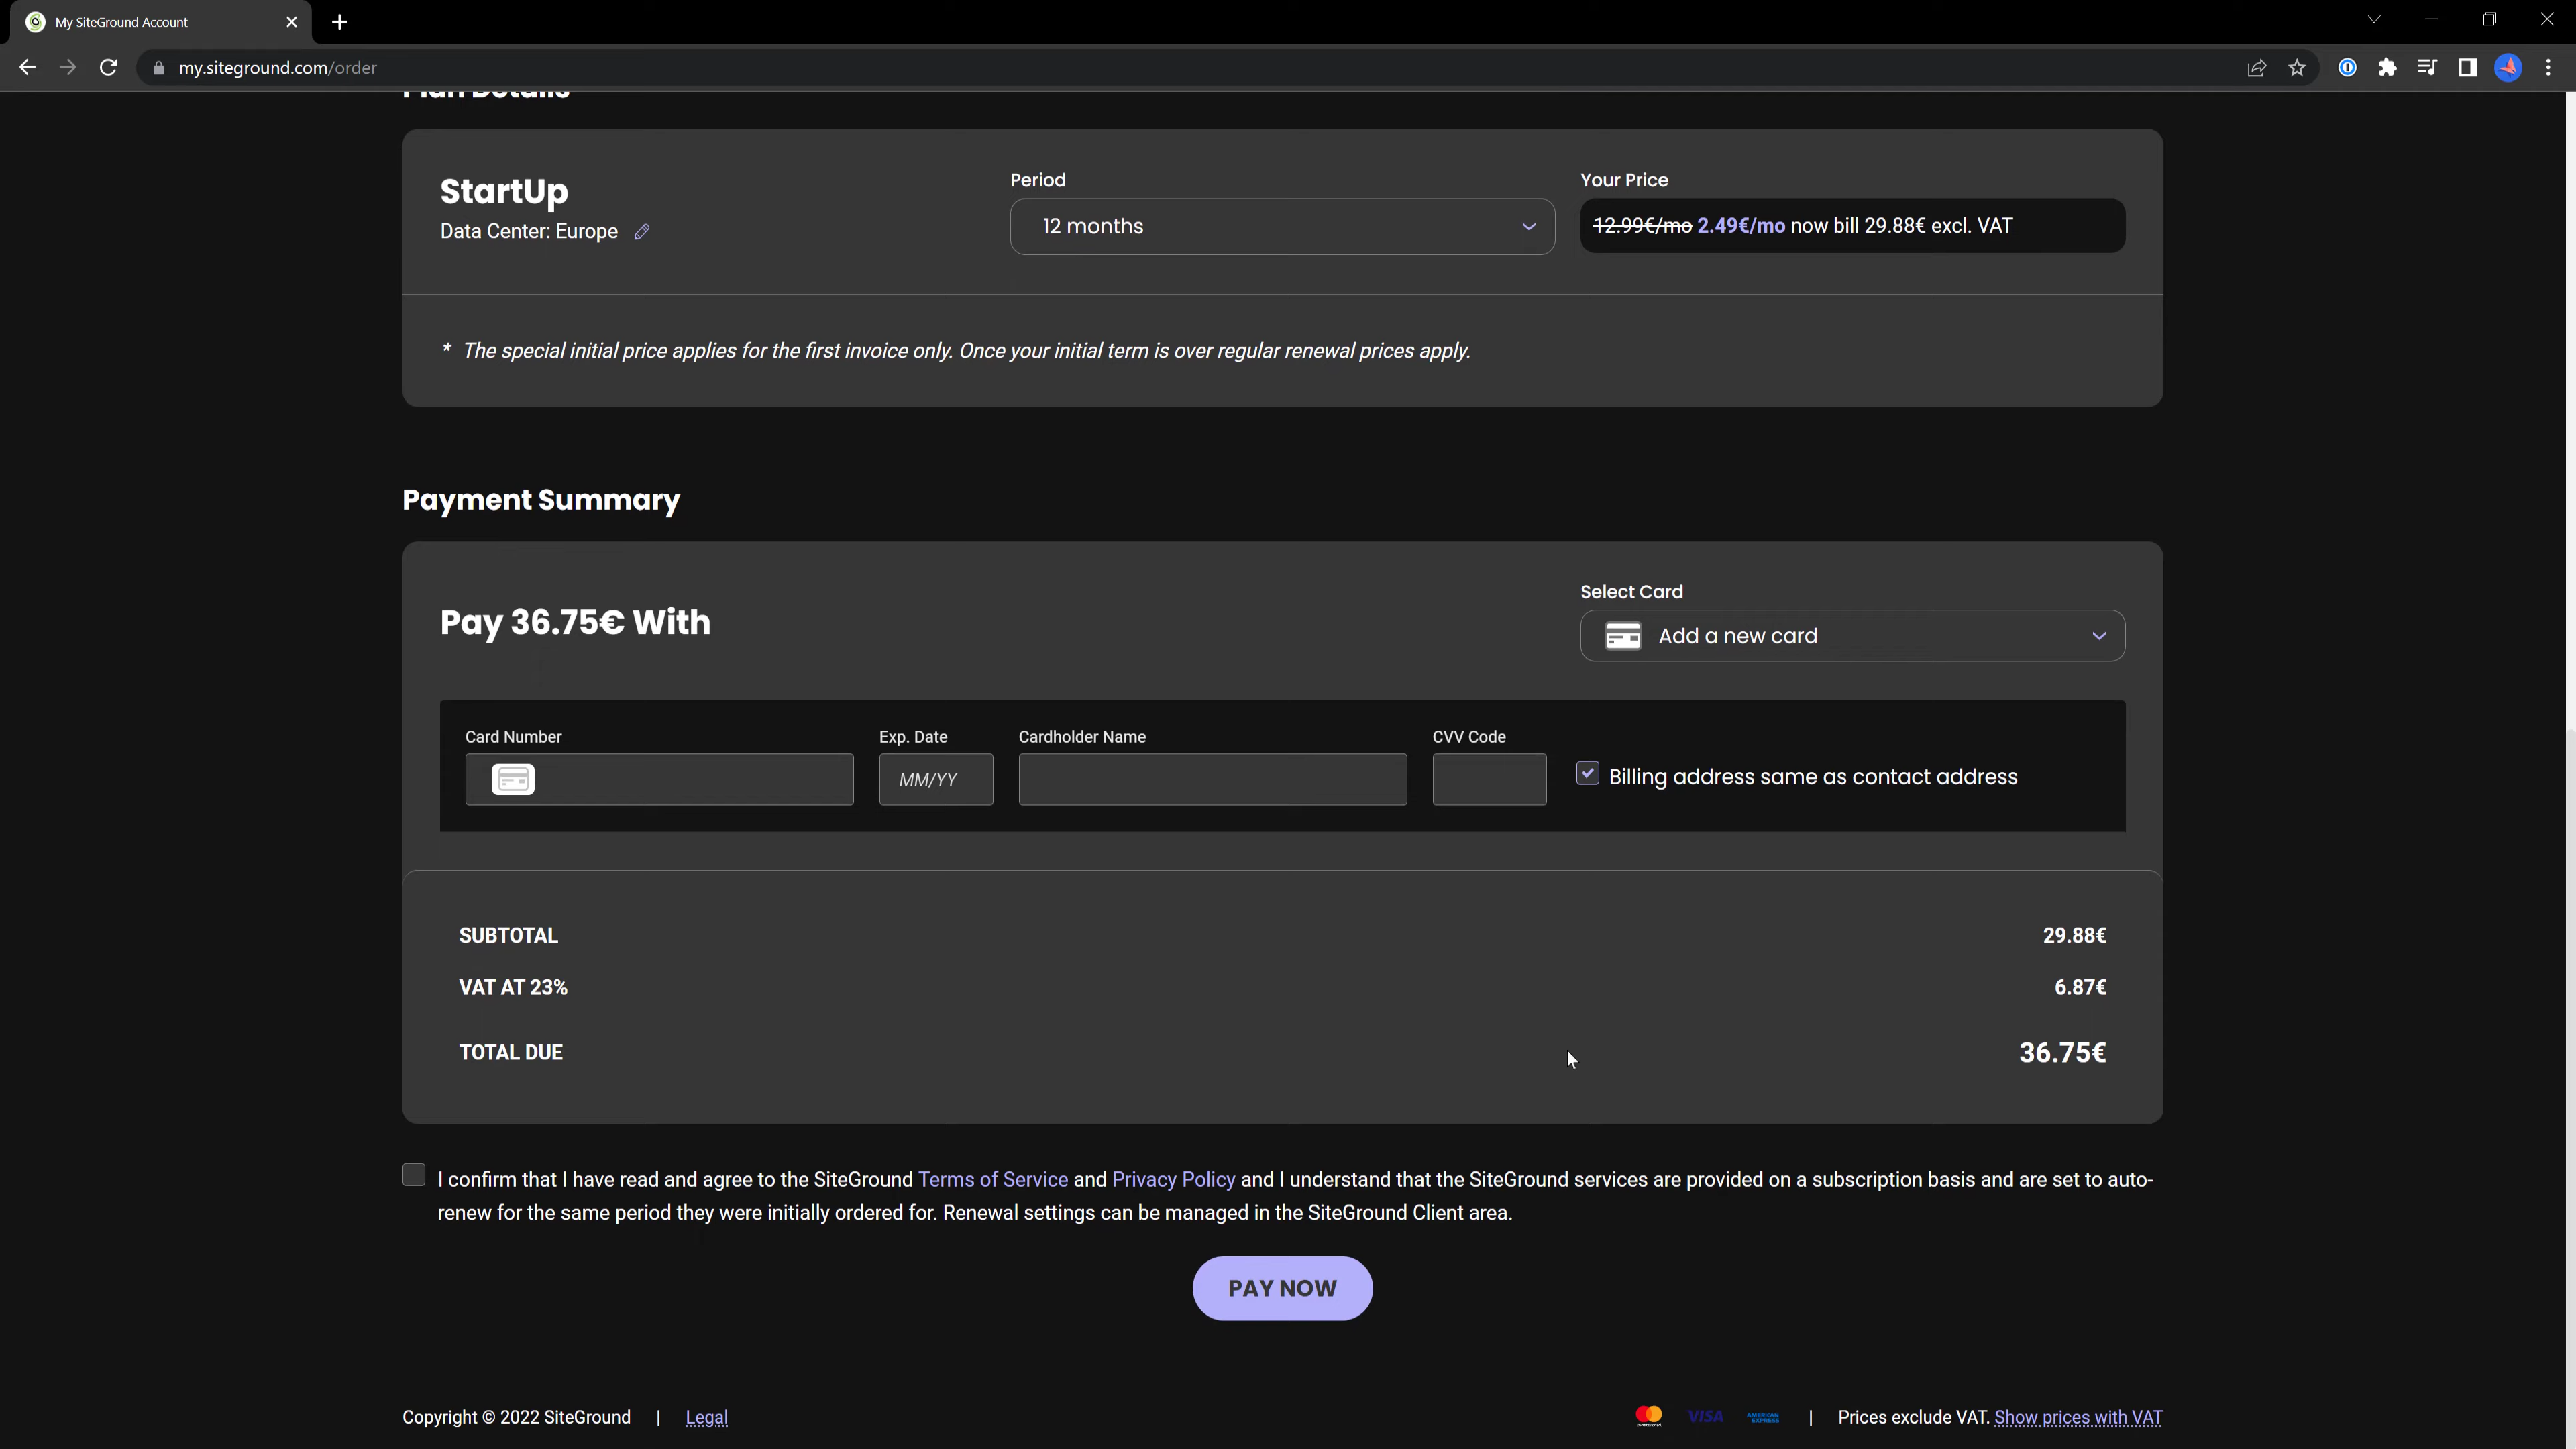 My SiteGround Account
my.siteground.com/order
Plan Details
StartUp
Data Center: Europe
Period
12 months
Your Price
12.99€/mo 2.49€/mo now bill 29.88€ excl. VAT
* The special initial price applies for the first invoice only. Once your initial term is over regular renewal prices apply.
Payment Summary
Pay 36.75€ With
Select Card
Add a new card
Card Number
Exp. Date
Cardholder Name
CVV Code
MM/YY
Billing address same as contact address
SUBTOTAL 29.88€
VAT AT 23% 6.87€
TOTAL DUE 36.75€
I confirm that I have read and agree to the SiteGround Terms of Service and Privacy Policy and I understand that the SiteGround services are provided on a subscription basis and are set to auto-
renew for the same period they were initially ordered for. Renewal settings can be managed in the SiteGround Client area.
PAY NOW
Copyright © 2022 SiteGround | Legal
VISA AMERICAN EXPRESS | Prices exclude VAT. Show prices with VAT